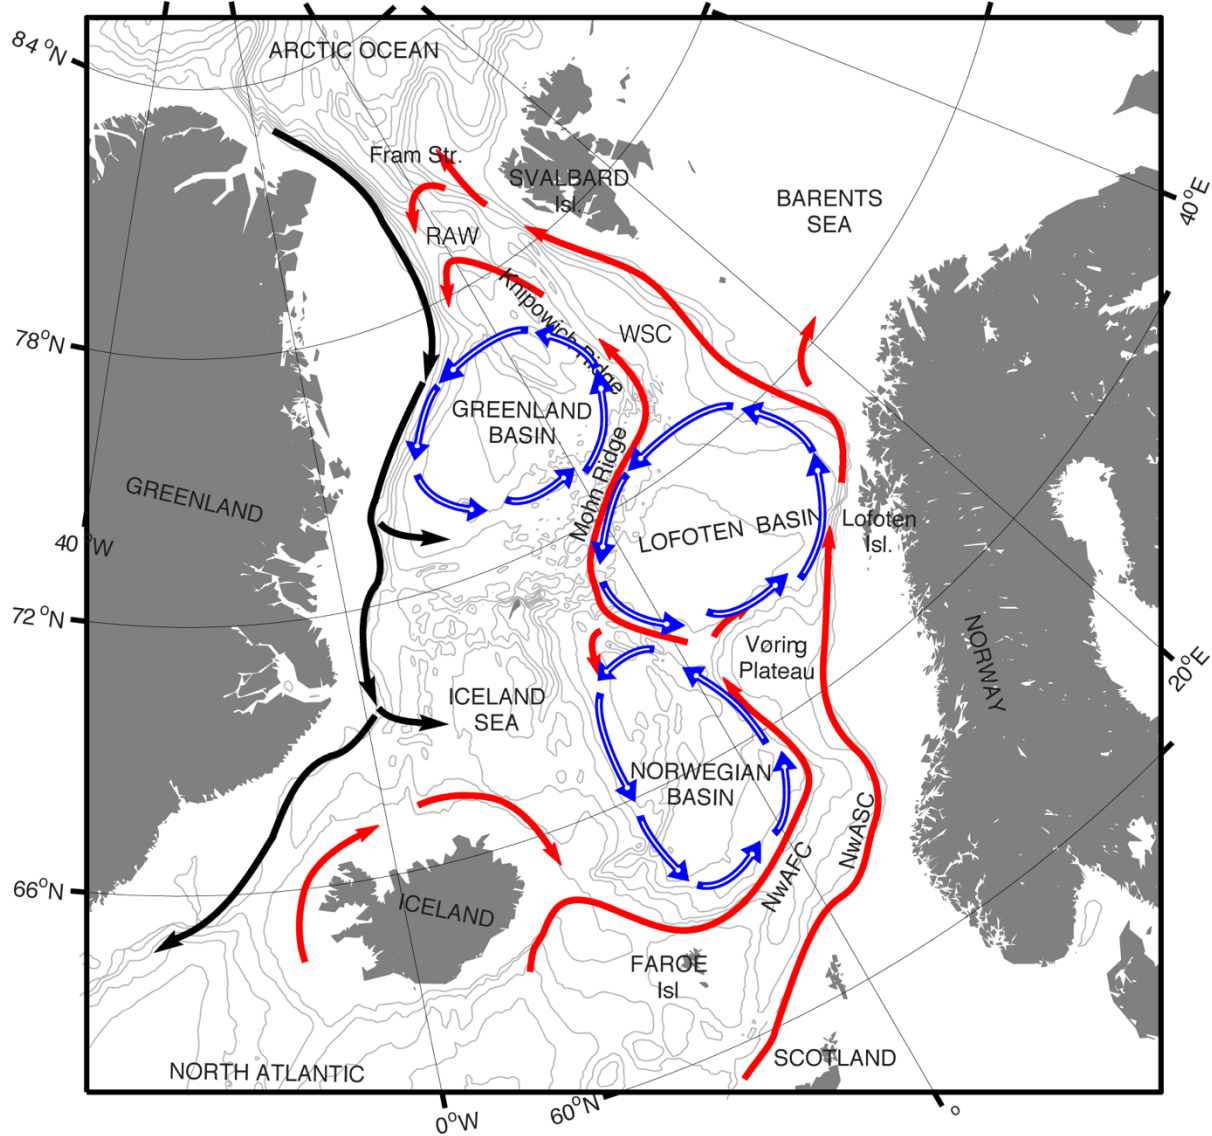 84°N
ARCTIC OCEAN
Fram Str.
SVALBARD
Isl.
BARENTS
SEA
40°E
RAW
Knipowich Ridge
WSC
78°N
GREENLAND
BASIN
Mohn Ridge
GREENLAND
LOFOTEN BASIN
Lofoten
Isl.
40°W
72°N
Vøring
Plateau
NORWAY
20°E
ICELAND
SEA
NORWEGIAN
BASIN
NwASC
NwAFC
66°N
ICELAND
FAROE
Isl
SCOTLAND
NORTH ATLANTIC
0°W
60°N
o